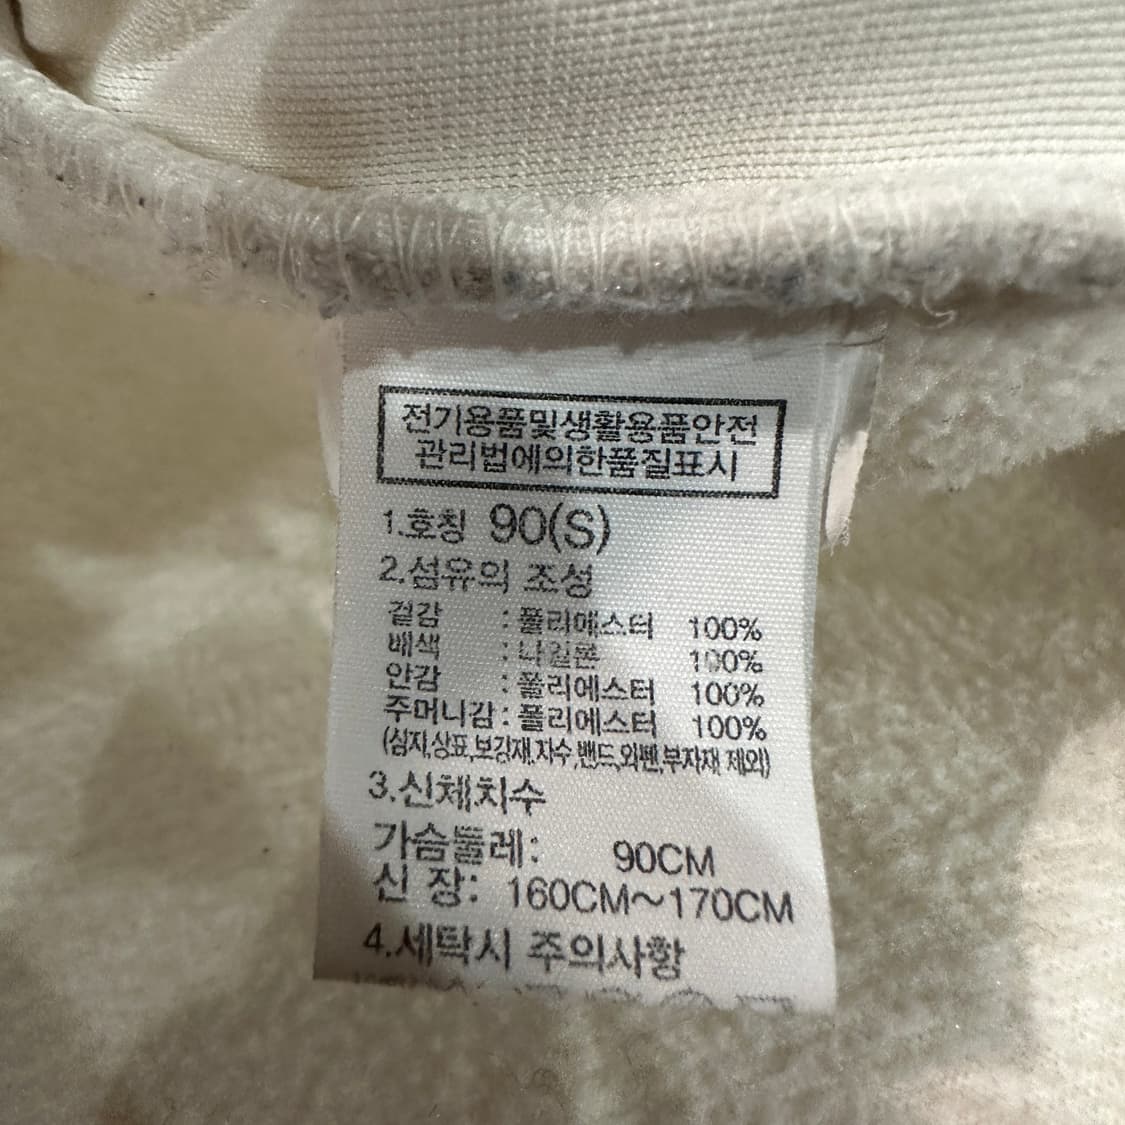 전기용품및생활용품안전
관리법에의한품질표시
1.호칭 90(S)
2.섬유의 조성
겉감 : 폴리에스터 100%
배색 : 나일론 100%
안감 : 폴리에스터 100%
주머니감 : 폴리에스터 100%
(심지,상표,보강재,자수,밴드,외펜,부자재 제외)
3.신체치수
가슴둘레: 90CM
신 장: 160CM~170CM
4.세탁시 주의사항